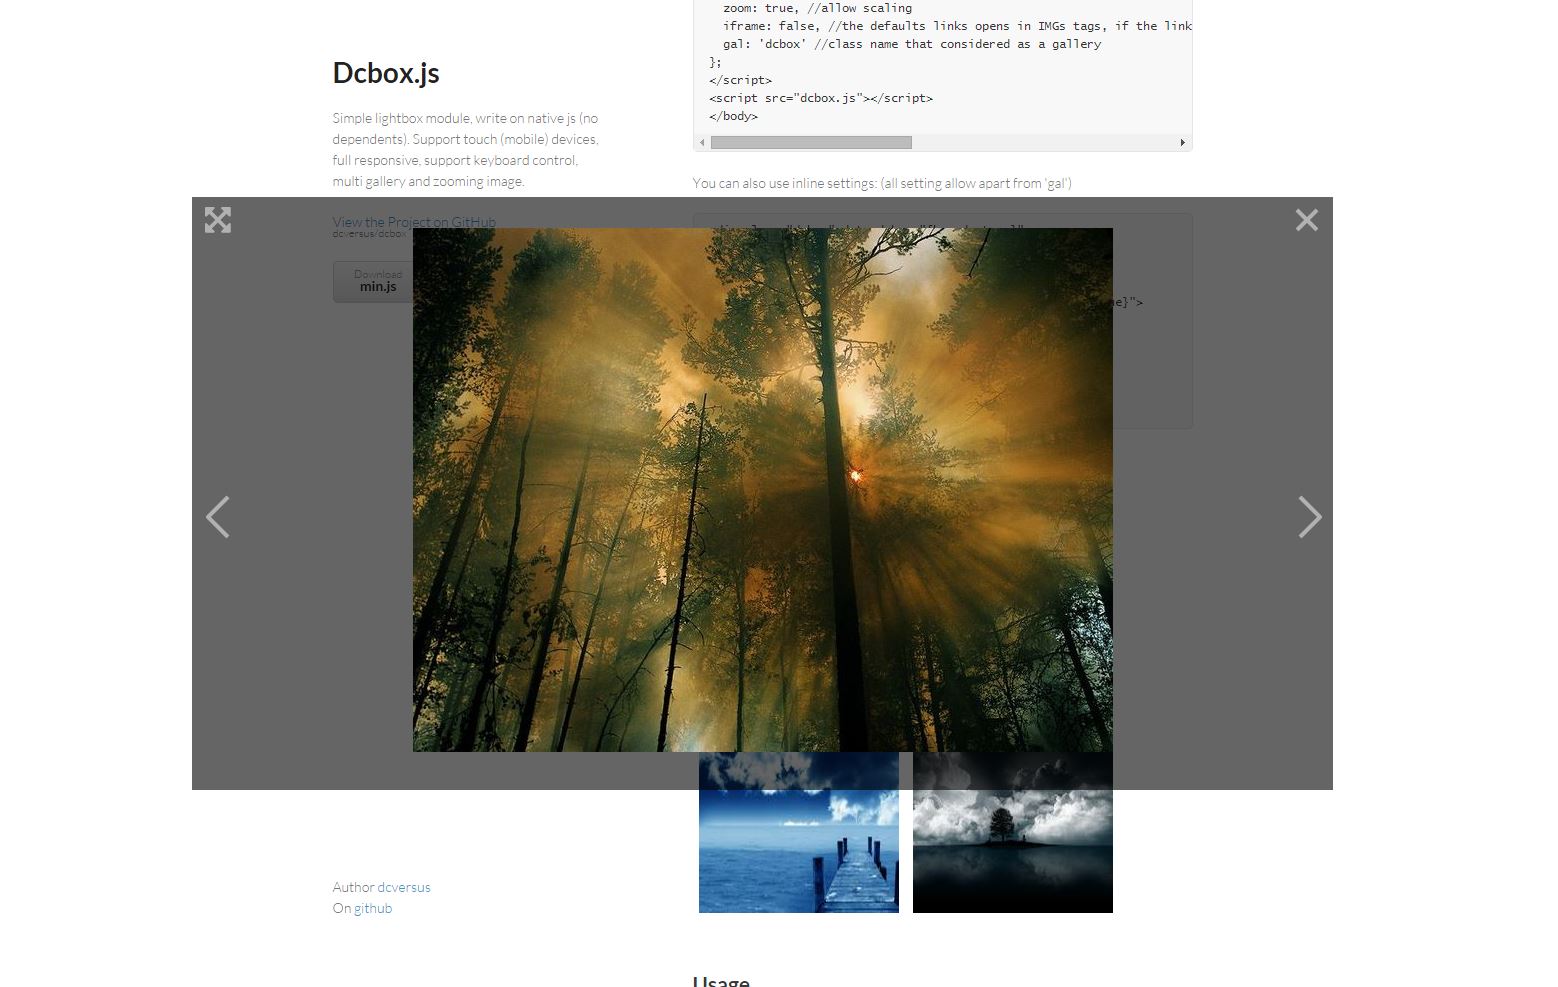 zoom: true, //allow scaling
iframe: false, //the defaults links opens in IMGs tags, if the link
gal: 'dcbox' //class name that considered as a gallery
};
</script>
<script src="dcbox.js"></script>
</body>
Dcbox.js
Simple lightbox module, write on native js (no
dependents). Support touch (mobile) devices,
full responsive, support keyboard control,
multi gallery and zooming image.
You can also use inline settings: (all setting allow apart from 'gal')
View the Project on GitHub
dcversus/dcbox
Download
min.js
e}">
Author dcversus
On github
Usage